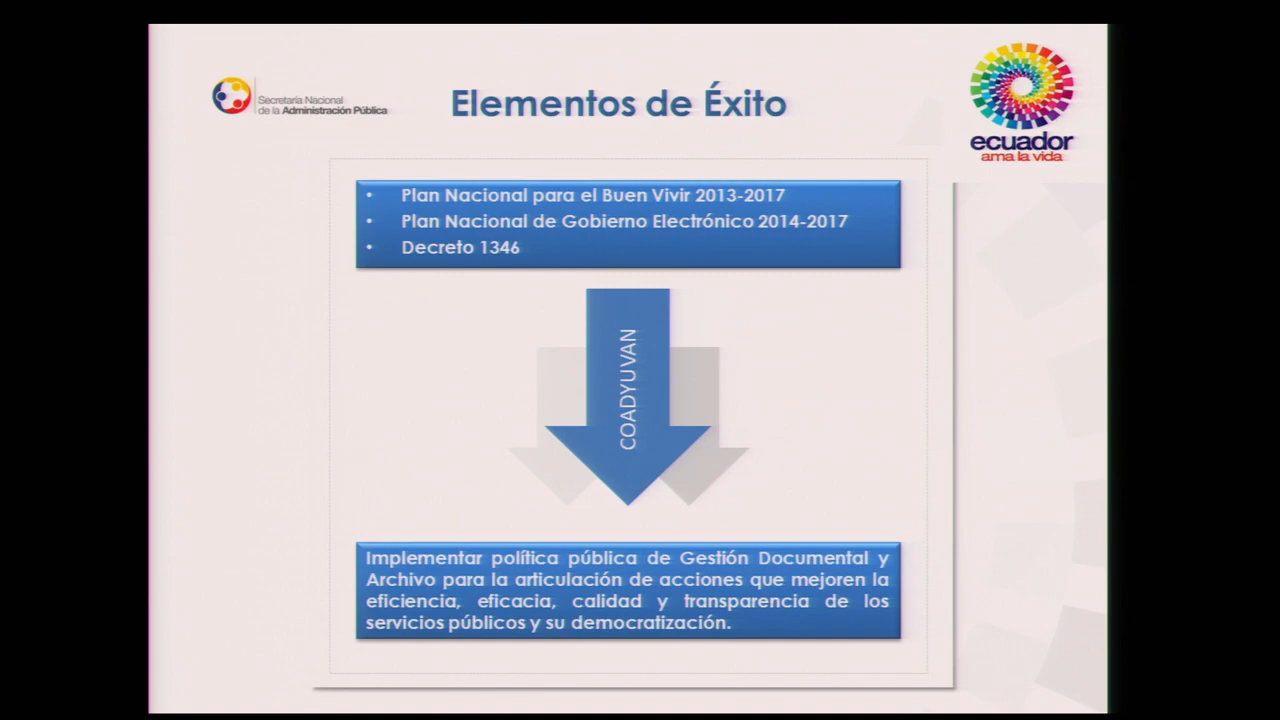 Secretaría Nacional
de la Administración Pública
Elementos de Éxito
ecuador
ama la vida
• Plan Nacional para el Buen Vivir 2013-2017
• Plan Nacional de Gobierno Electrónico 2014-2017
• Decreto 1346
COADYUVAN
Implementar política pública de Gestión Documental y
Archivo para la articulación de acciones que mejoren la
eficiencia, eficacia, calidad y transparencia de los
servicios públicos y su democratización.